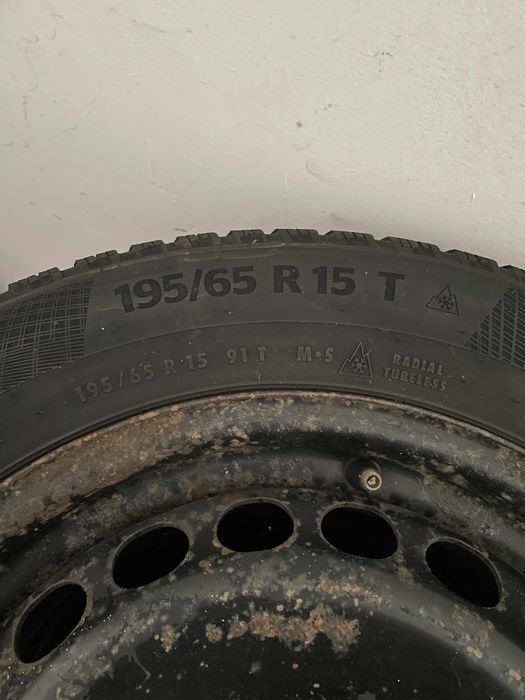 195/65 R 15 T
195/65 R 15 91 T M•S RADIAL
TUBELESS